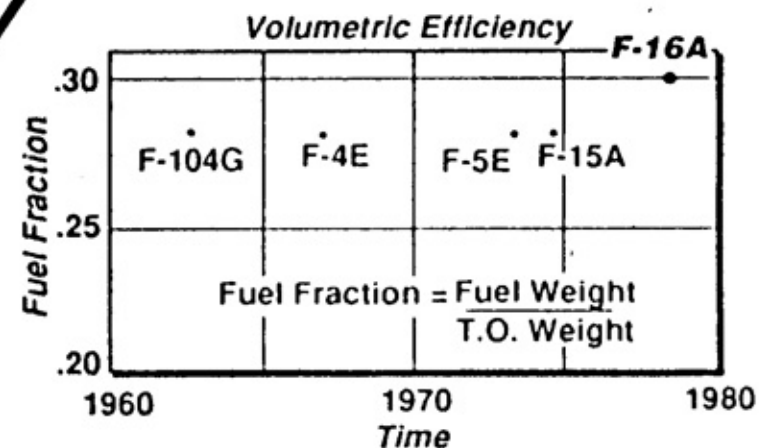 Volumetric Efficiency
F-16A
.30
F-104G
F-4E
F-5E
F-15A
.25
Fuel Fraction
Fuel Fraction = Fuel Weight
T.O. Weight
.20
1960
1970
1980
Time